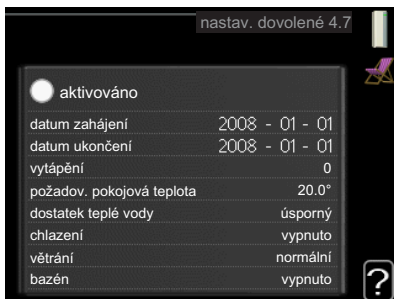 nastav. dovolené 4.7
aktivováno
datum zahájení 2008 - 01 - 01
datum ukončení 2008 - 01 - 01
vytápění 0
požadov. pokojová teplota 20.0°
dostatek teplé vody úsporný
chlazení vypnuto
větrání normální
bazén vypnuto
?